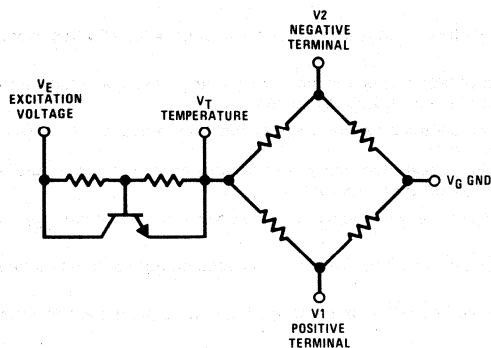 V2
NEGATIVE
TERMINAL
VE
EXCITATION
VOLTAGE
VT
TEMPERATURE
VG GND
V1
POSITIVE
TERMINAL